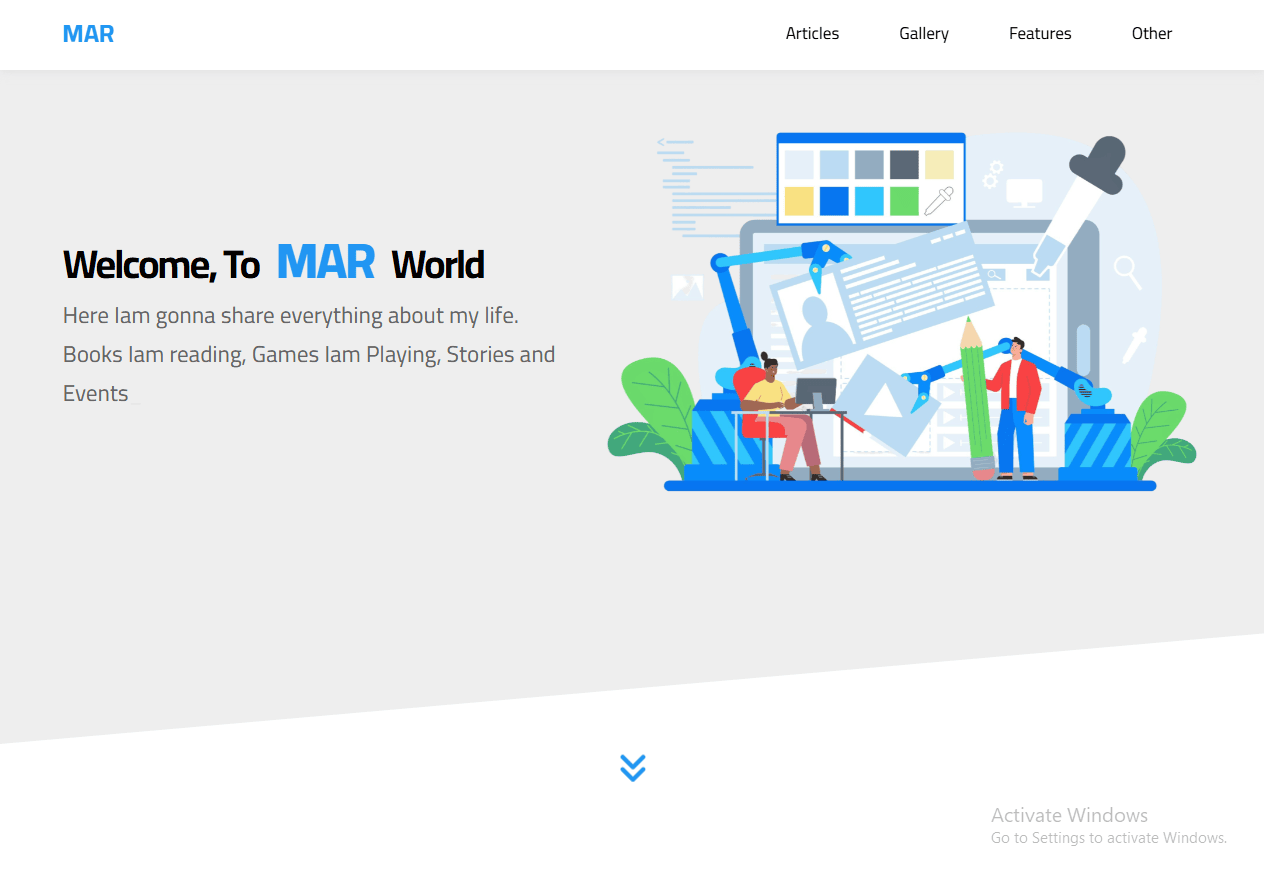 MAR
Articles Gallery Features Other
Welcome, To MAR World
Here Iam gonna share everything about my life.
Books Iam reading, Games Iam Playing, Stories and
Events
Activate Windows
Go to Settings to activate Windows.